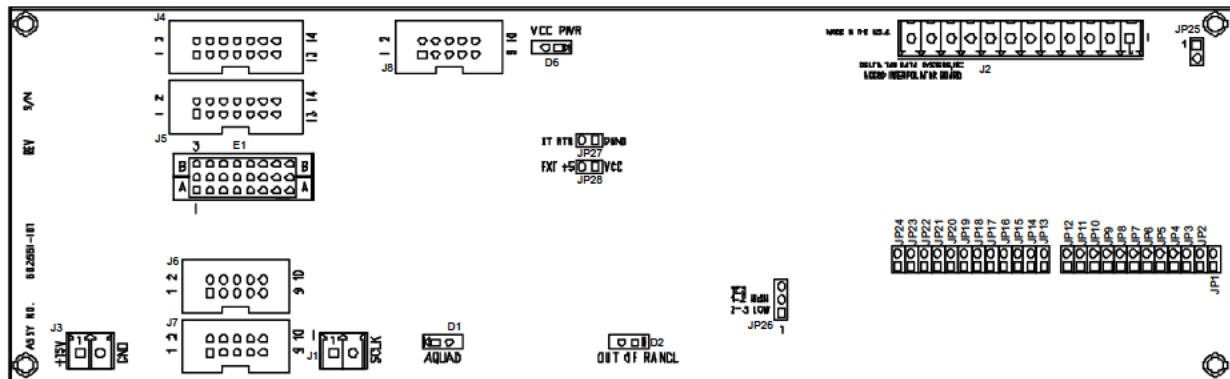 J4
1 2
14
13
J8
1 2
10
9
VCC PWR
D6
J2
1
JP25
1
S/N
J5
1 2
14
13
REV
3
E1
B
B
A
A
1
JP27
EXT +5
VCC
JP28
ASSY NO.
JP24
JP23
JP22
JP21
JP20
JP19
JP18
JP17
JP16
JP15
JP14
JP13
JP12
JP11
JP10
JP9
JP8
JP7
JP6
JP5
JP4
JP3
JP2
JP1
J6
1 2
9 10
2-3 LOW
JP26
1
J3
+15V
1
GND
J7
1 2
9 10
J1
1
1
SCLK
D1
AQUAD
D2
OUT OF